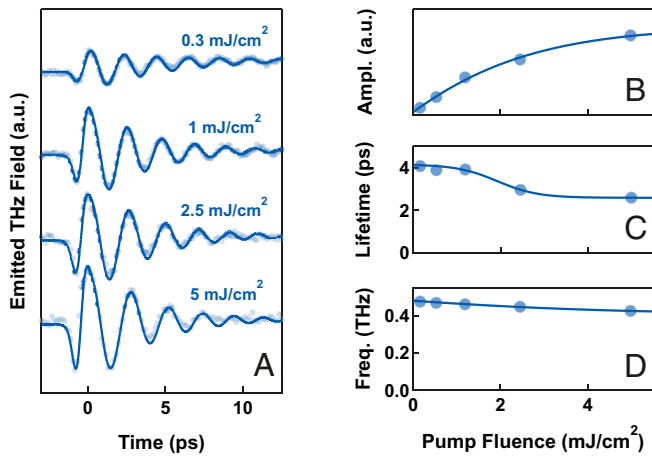 Emitted THz Field (a.u.)
0.3 mJ/cm²
1 mJ/cm²
2.5 mJ/cm²
5 mJ/cm²
A
0
5
10
Time (ps)
Ampl. (a.u.)
B
Lifetime (ps)
4
2
0
C
Freq. (THz)
0.4
0.2
0.0
D
0
2
4
Pump Fluence (mJ/cm²)